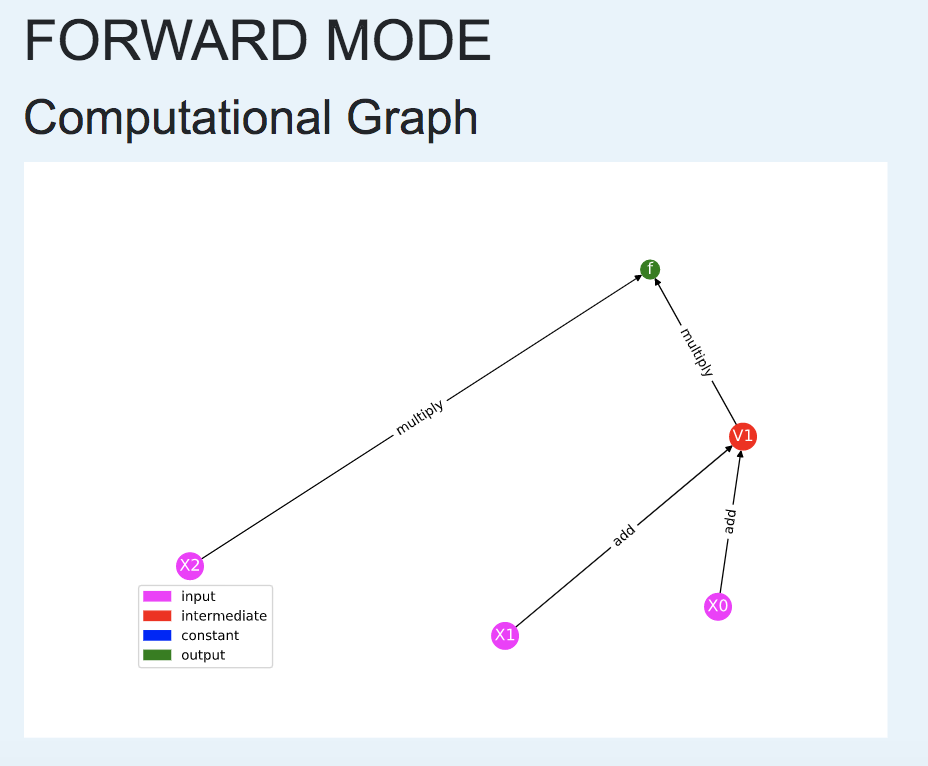 FORWARD MODE
Computational Graph
f
multiply
multiply
V1
add
add
X2
X0
X1
input
intermediate
constant
output